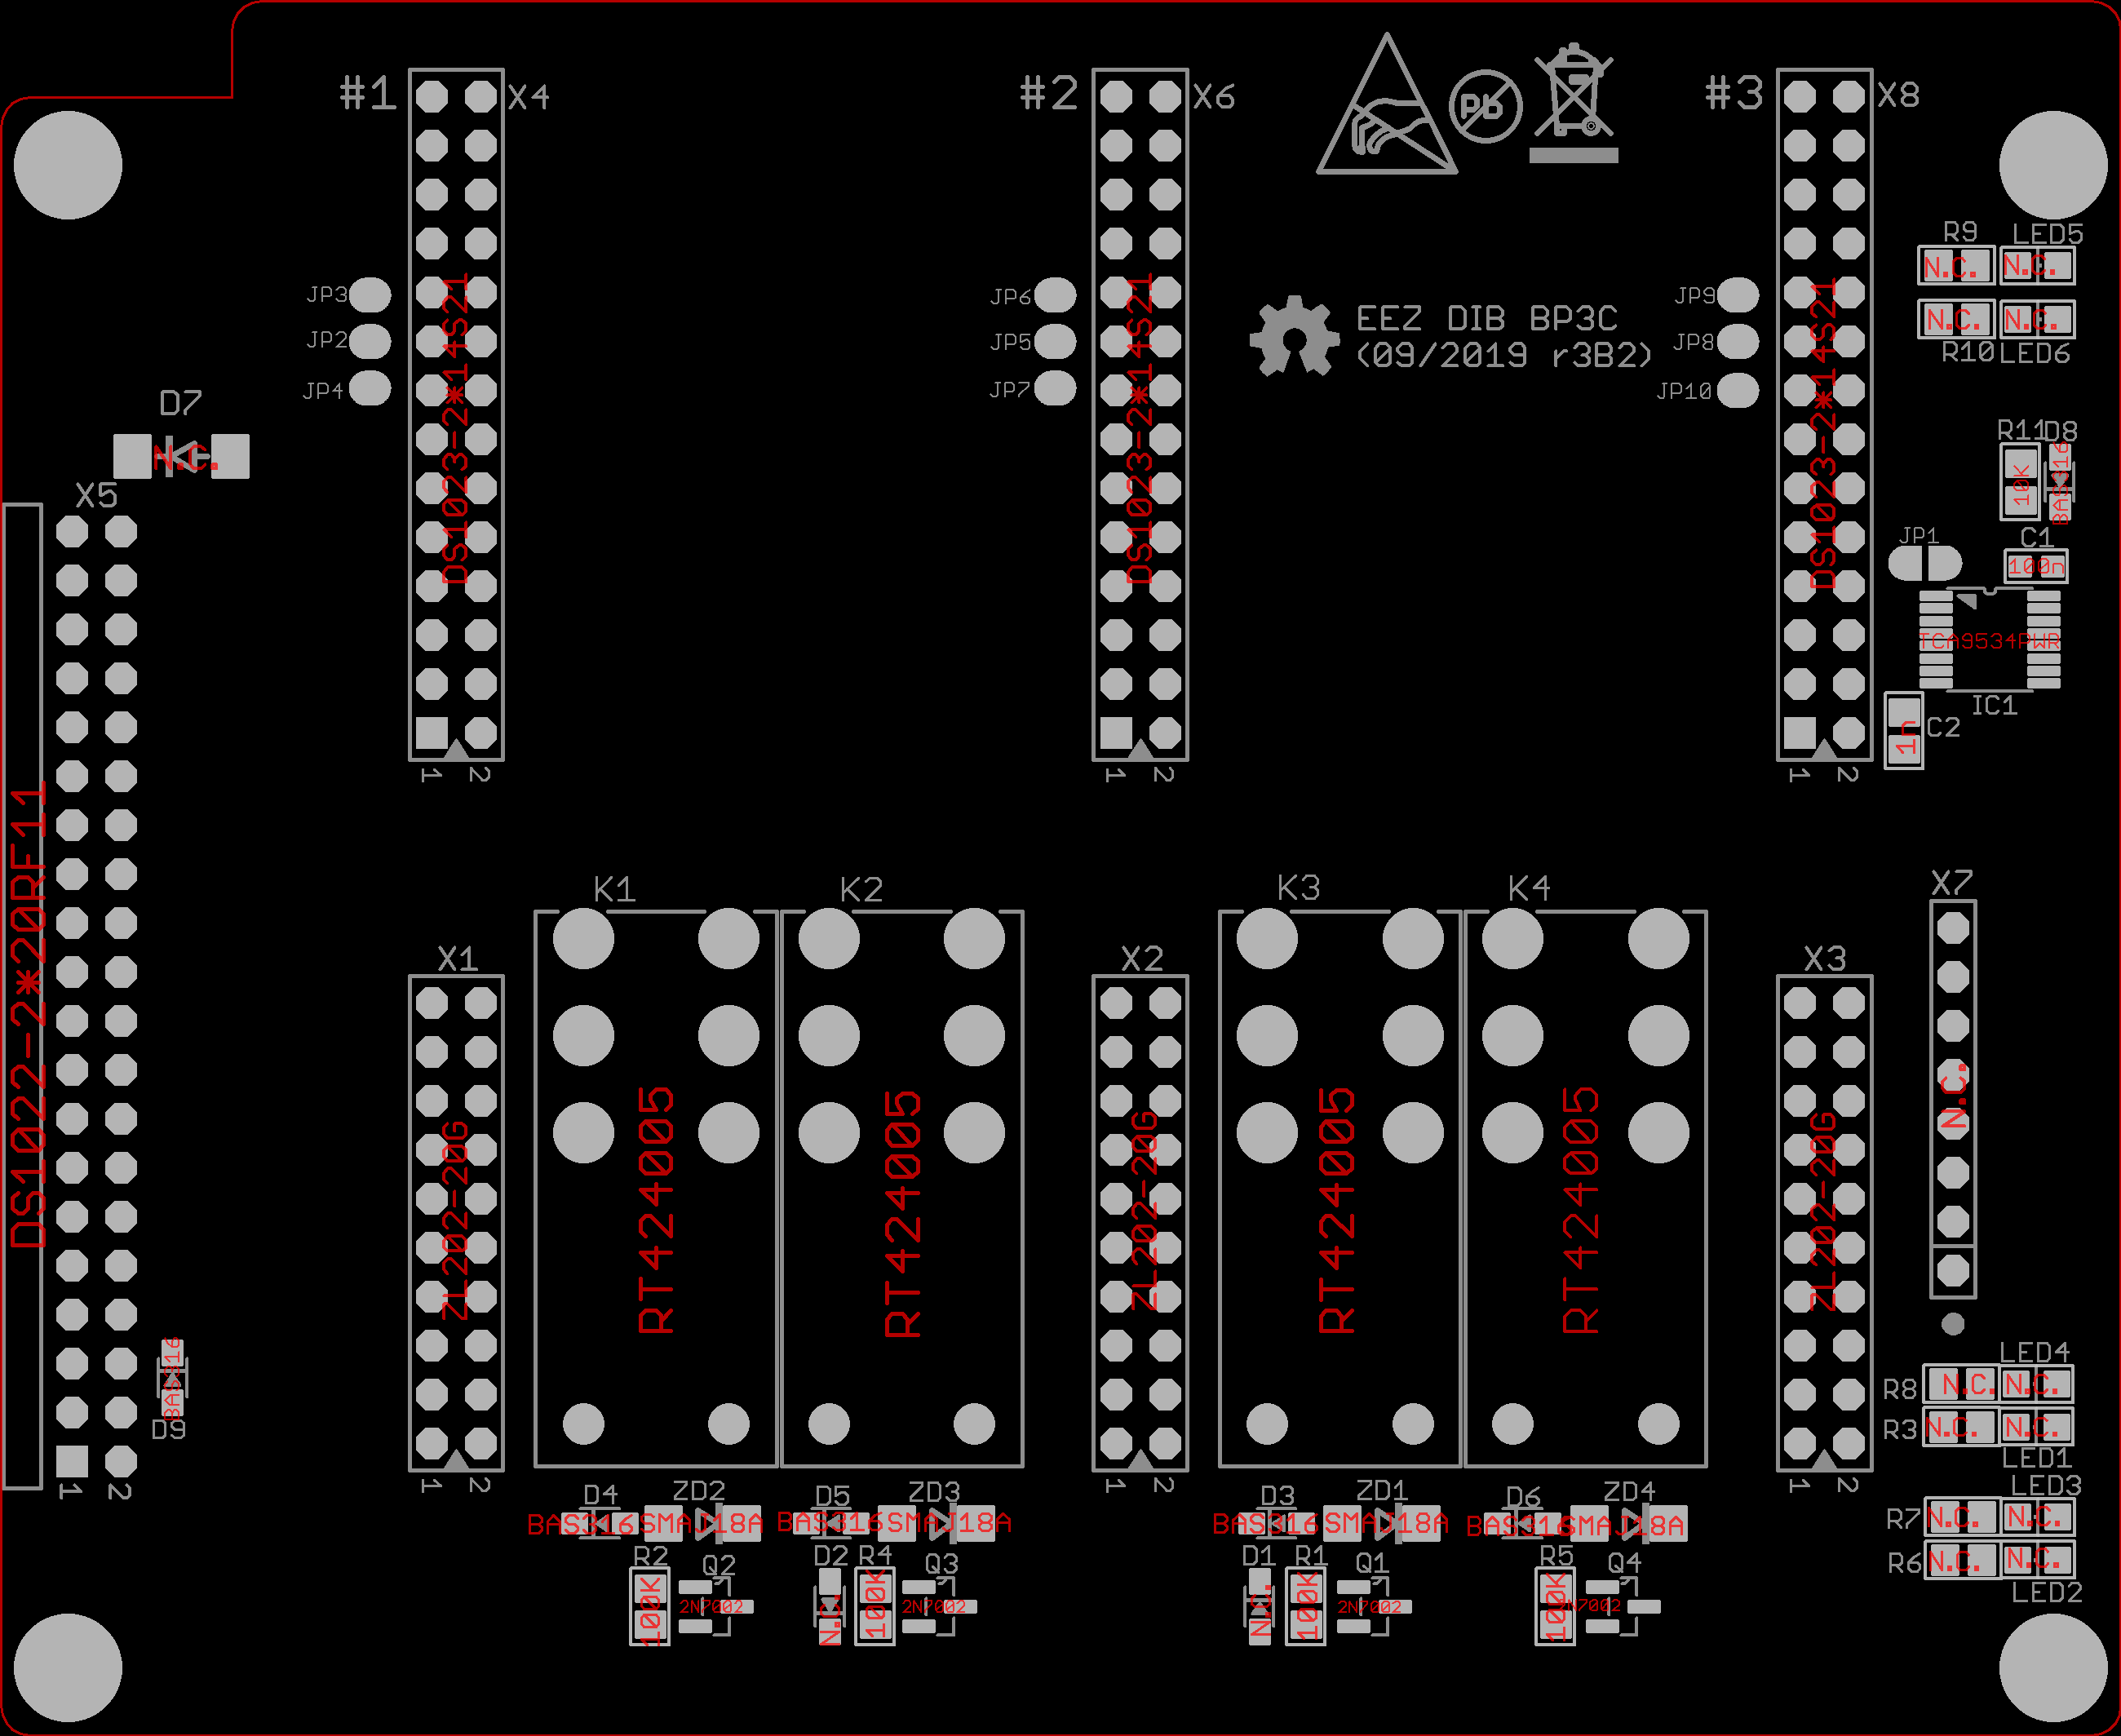 #1
X4
#2
X6
Pb
#3
X8
R9
LED5
N.C.
N.C.
JP3
JP6
JP9
EEZ DIB BP3C
N.C.
N.C.
JP2
JP5
JP8
(09/2019 r3B2)
R10
LED6
JP4
JP7
JP10
DS1023-2*14S21
DS1023-2*14S21
DS1023-2*14S21
D7
N.C.
R11
D8
10K
BAS316
X5
JP1
C1
100n
TCA9534PWR
IC1
1n
C2
1
2
1
2
1
2
DS1022-2*20RF11
K1
K2
K3
K4
X7
X1
X2
X3
N.C.
RT424005
RT424005
RT424005
RT424005
ZL202-20G
ZL202-20G
ZL202-20G
BAS316
D9
LED4
R8
N.C.
N.C.
R3
N.C.
N.C.
LED1
1
2
1
2
1
2
1
2
LED3
D4
ZD2
D5
ZD3
D3
ZD1
D6
ZD4
BAS316
SMAJ18A
BAS316
SMAJ18A
BAS316
SMAJ18A
BAS316
SMAJ18A
R7
N.C.
N.C.
R2
Q2
D2
R4
Q3
D1
R1
Q1
R5
Q4
R6
N.C.
N.C.
LED2
100K
2N7002
N.C.
100K
2N7002
N.C.
100K
2N7002
100K
2N7002